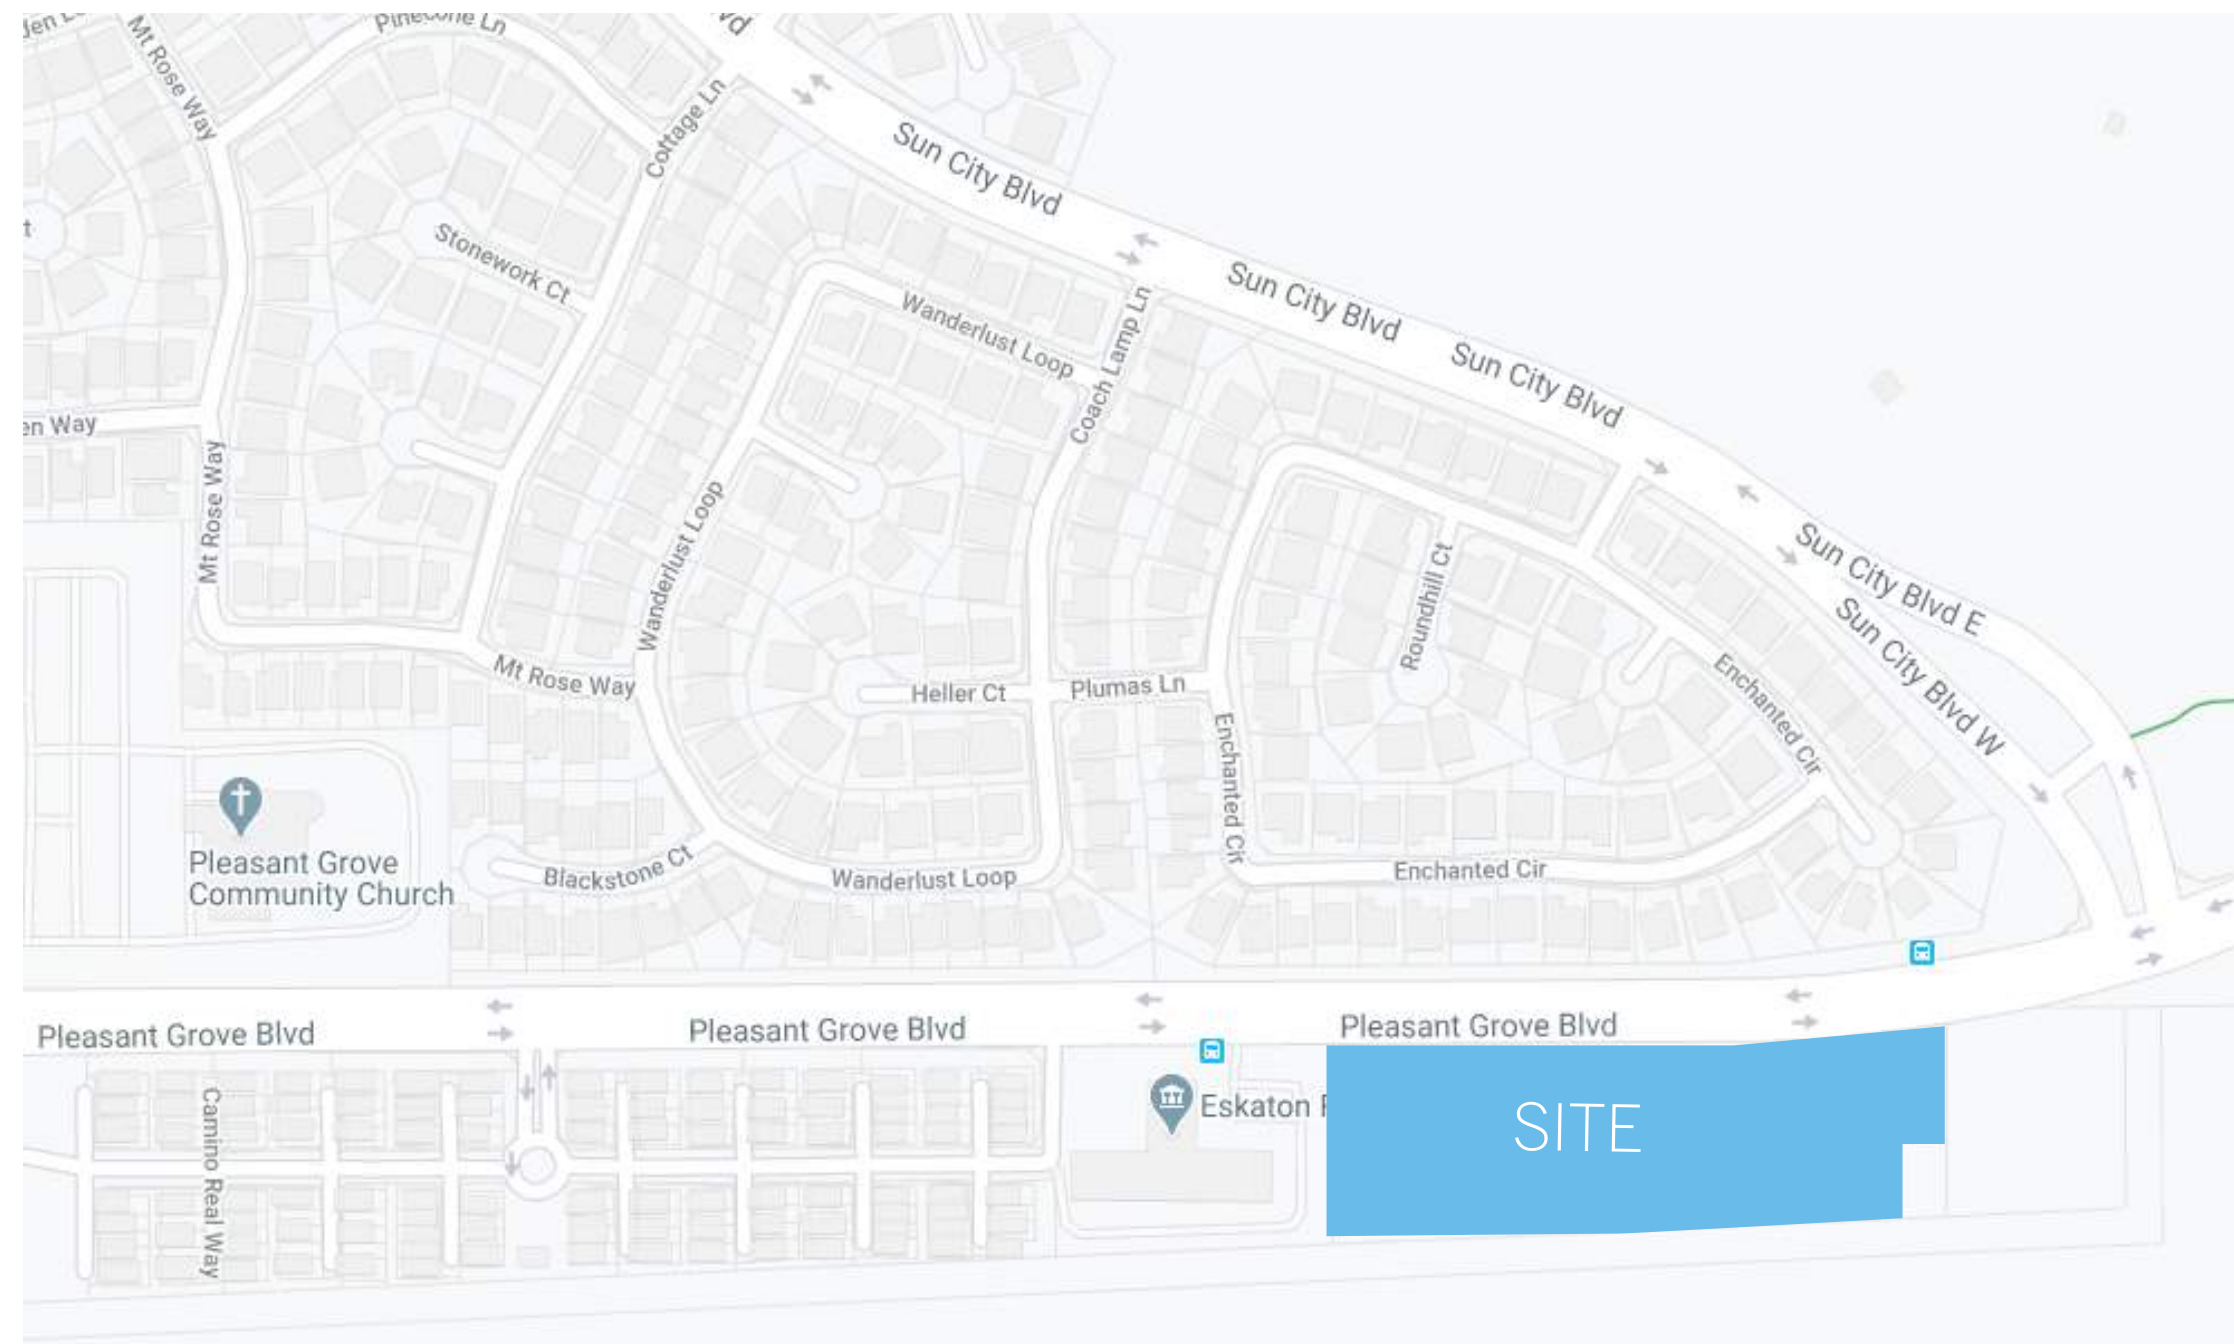 Pinecone Ln
Mt Rose Way
Cottage Ln
Sun City Blvd
Stonework Ct
Sun City Blvd
Wanderlust Loop
Coach Lamp Ln
Sun City Blvd
Way
Mt Rose Way
Wanderlust Loop
Roundhill Ct
Sun City Blvd E
Sun City Blvd W
Mt Rose Way
Heller Ct
Plumas Ln
Enchanted Cir
Enchanted Cir
Pleasant Grove
Community Church
Blackstone Ct
Wanderlust Loop
Enchanted Cir
Pleasant Grove Blvd
Pleasant Grove Blvd
Pleasant Grove Blvd
Camino Real Way
Eskaton
SITE